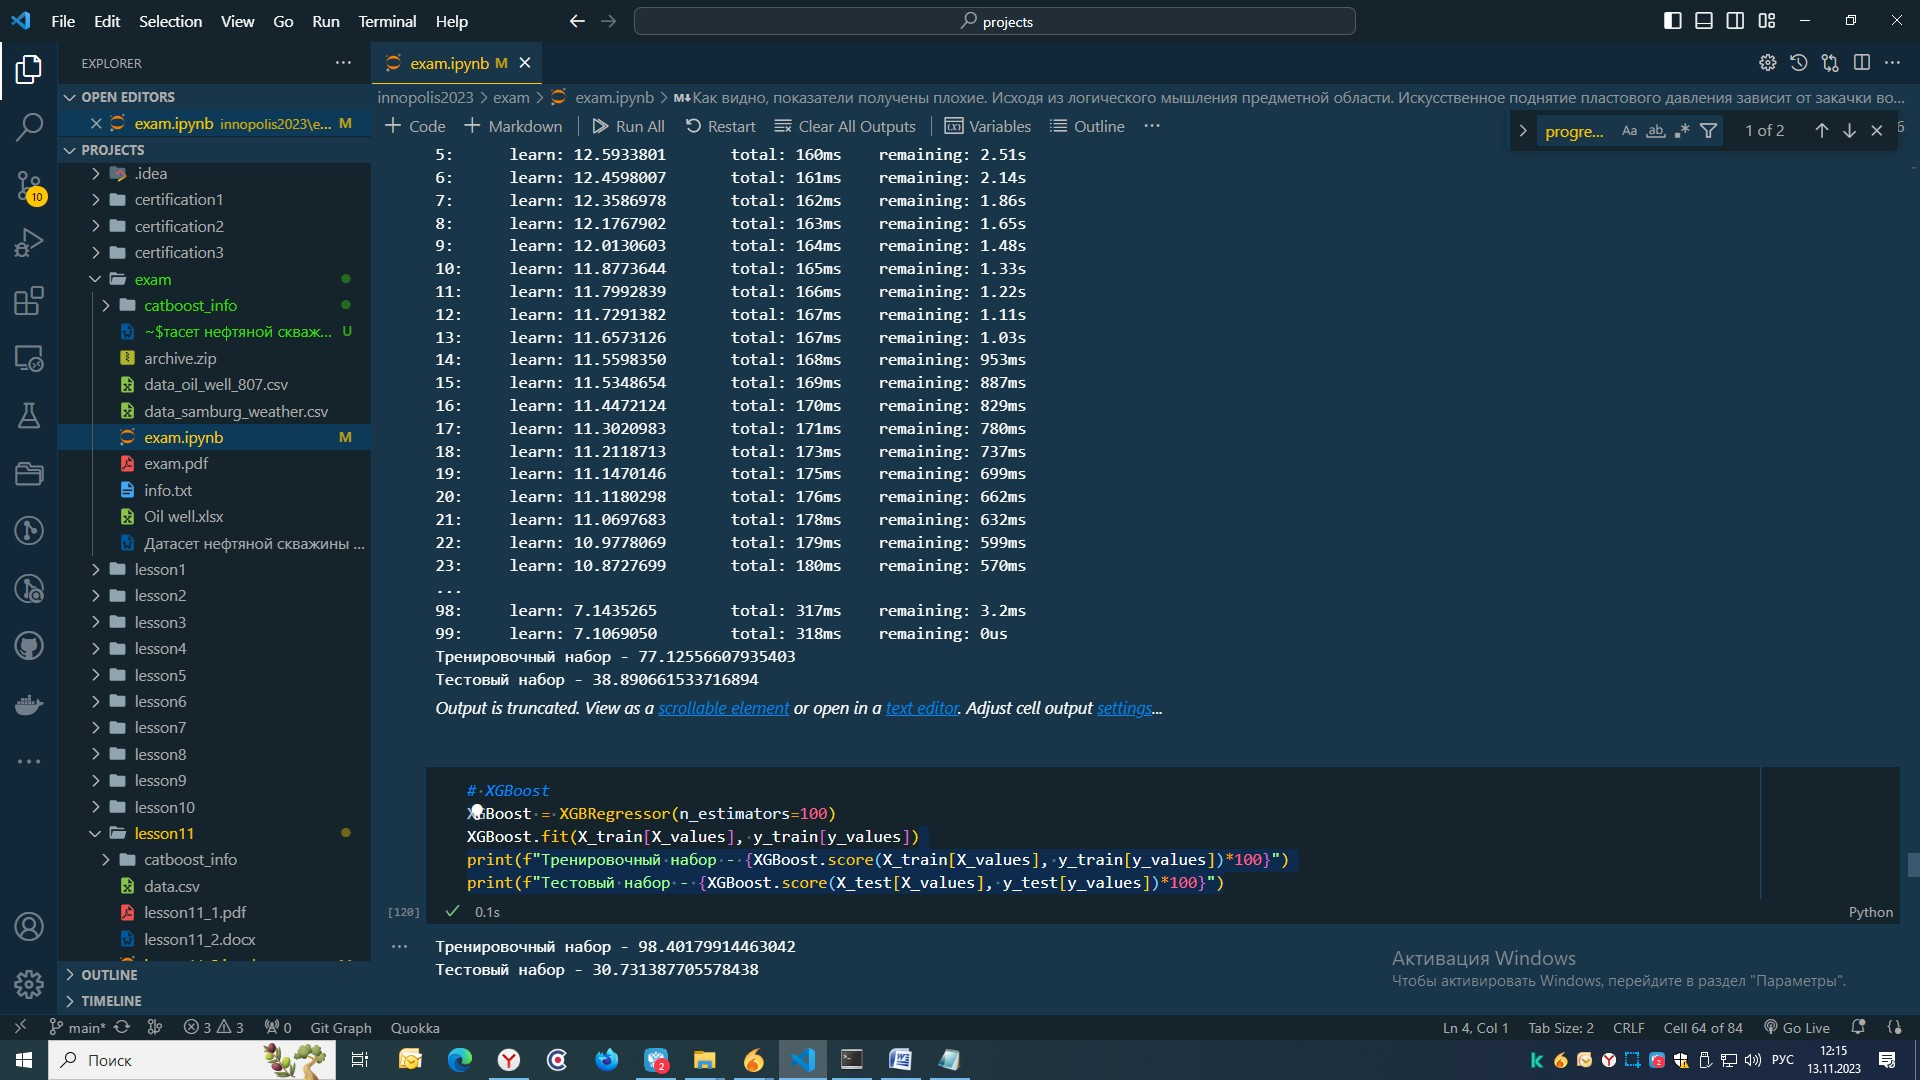 File Edit Selection View Go Run Terminal Help
projects
EXPLORER
OPEN EDITORS
exam.ipynb innopolis2023\e... M
PROJECTS
.idea
certification1
certification2
certification3
exam
catboost_info
~$тасет нефтяной скваж... U
archive.zip
data_oil_well_807.csv
data_samburg_weather.csv
exam.ipynb M
exam.pdf
info.txt
Oil well.xlsx
Датасет нефтяной скважины ...
lesson1
lesson2
lesson3
lesson4
lesson5
lesson6
lesson7
lesson8
lesson9
lesson10
lesson11
catboost_info
data.csv
lesson11_1.pdf
lesson11_2.docx
OUTLINE
TIMELINE
10
exam.ipynb M
innopolis2023 > exam > exam.ipynb > M↓Как видно, показатели получены плохие. Исходя из логического мышления предметной области. Искусственное поднятие пластового давления зависит от закачки во...
+ Code + Markdown Run All Restart Clear All Outputs Variables Outline ...
progre... Aa ab 1 of 2
5: learn: 12.5933801 total: 160ms remaining: 2.51s
6: learn: 12.4598007 total: 161ms remaining: 2.14s
7: learn: 12.3586978 total: 162ms remaining: 1.86s
8: learn: 12.1767902 total: 163ms remaining: 1.65s
9: learn: 12.0130603 total: 164ms remaining: 1.48s
10: learn: 11.8773644 total: 165ms remaining: 1.33s
11: learn: 11.7992839 total: 166ms remaining: 1.22s
12: learn: 11.7291382 total: 167ms remaining: 1.11s
13: learn: 11.6573126 total: 167ms remaining: 1.03s
14: learn: 11.5598350 total: 168ms remaining: 953ms
15: learn: 11.5348654 total: 169ms remaining: 887ms
16: learn: 11.4472124 total: 170ms remaining: 829ms
17: learn: 11.3020983 total: 171ms remaining: 780ms
18: learn: 11.2118713 total: 173ms remaining: 737ms
19: learn: 11.1470146 total: 175ms remaining: 699ms
20: learn: 11.1180298 total: 176ms remaining: 662ms
21: learn: 11.0697683 total: 178ms remaining: 632ms
22: learn: 10.9778069 total: 179ms remaining: 599ms
23: learn: 10.8727699 total: 180ms remaining: 570ms
...
98: learn: 7.1435265 total: 317ms remaining: 3.2ms
99: learn: 7.1069050 total: 318ms remaining: 0us
Тренировочный набор - 77.12556607935403
Тестовый набор - 38.890661533716894
Output is truncated. View as a scrollable element or open in a text editor. Adjust cell output settings...
# XGBoost
XGBoost = XGBRegressor(n_estimators=100)
XGBoost.fit(X_train[X_values], y_train[y_values])
print(f"Тренировочный набор - {XGBoost.score(X_train[X_values], y_train[y_values])*100}")
print(f"Тестовый набор - {XGBoost.score(X_test[X_values], y_test[y_values])*100}")
[120] 0.1s Python
Тренировочный набор - 98.40179914463042
Тестовый набор - 30.731387705578438
Активация Windows
Чтобы активировать Windows, перейдите в раздел "Параметры".
main* 3 3 0 Git Graph Quokka Ln 4, Col 1 Tab Size: 2 CRLF Cell 64 of 84 Go Live
Поиск
2
РУС
12:15
13.11.2023